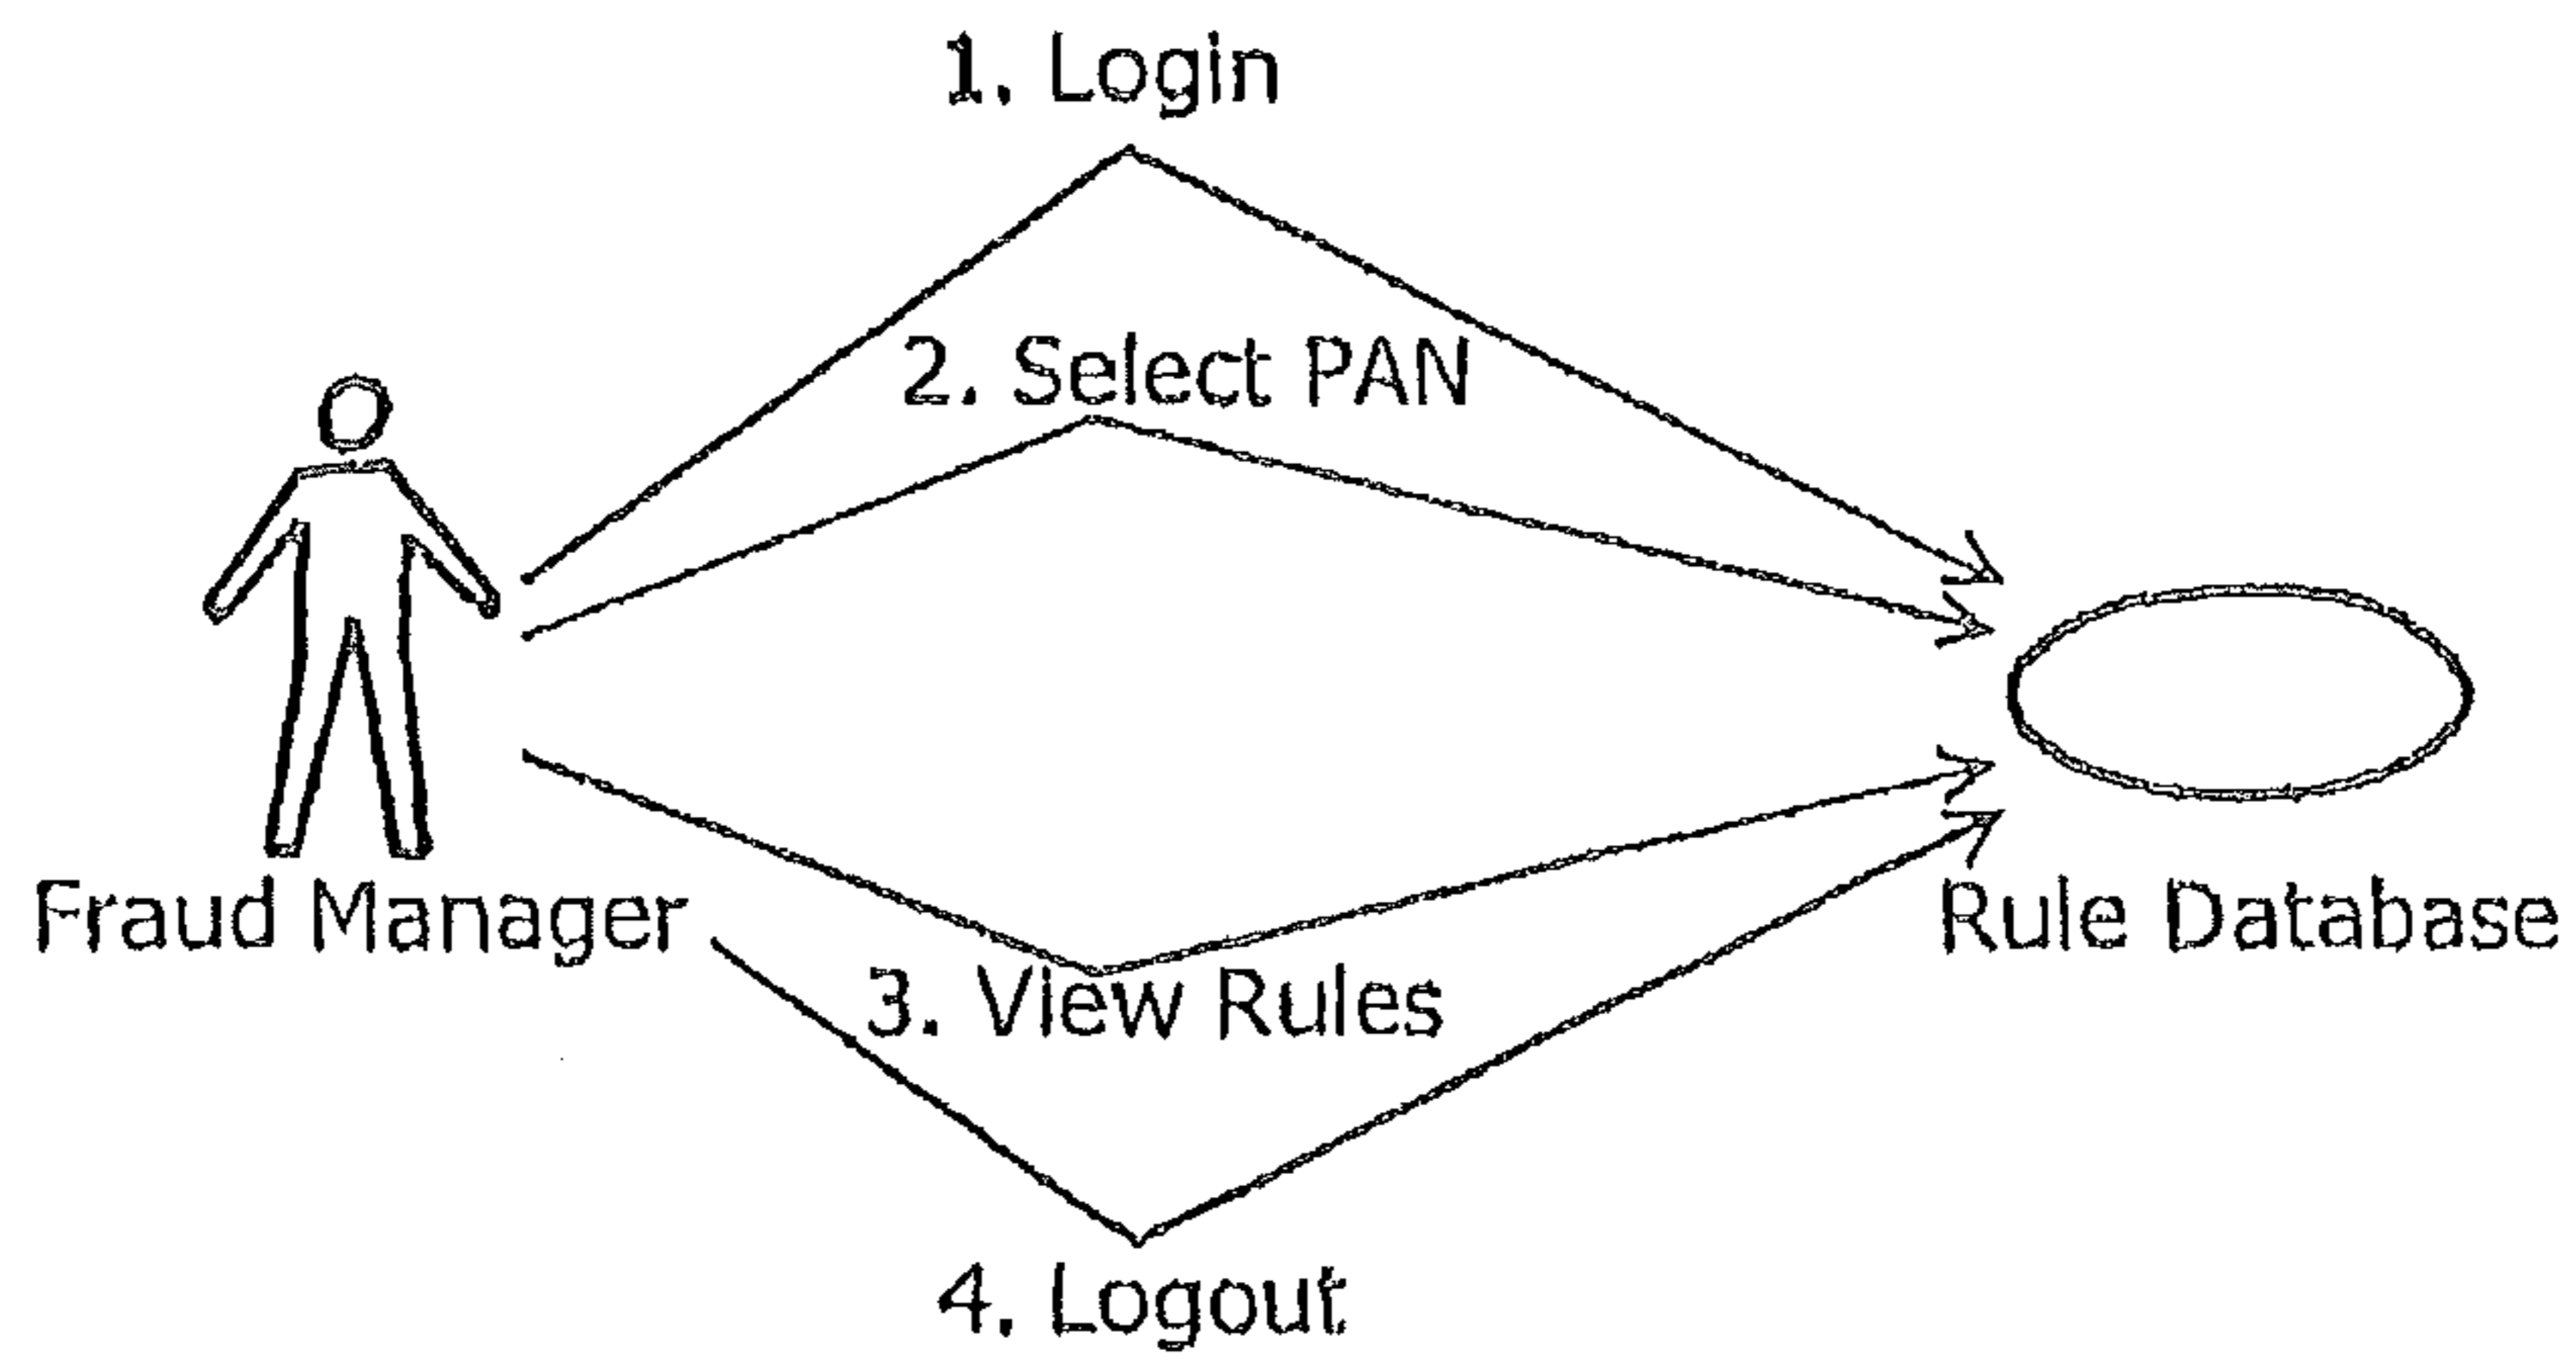 1. Login
2. Select PAN
Fraud Manager
Rule Database
3. View Rules
4. Logout